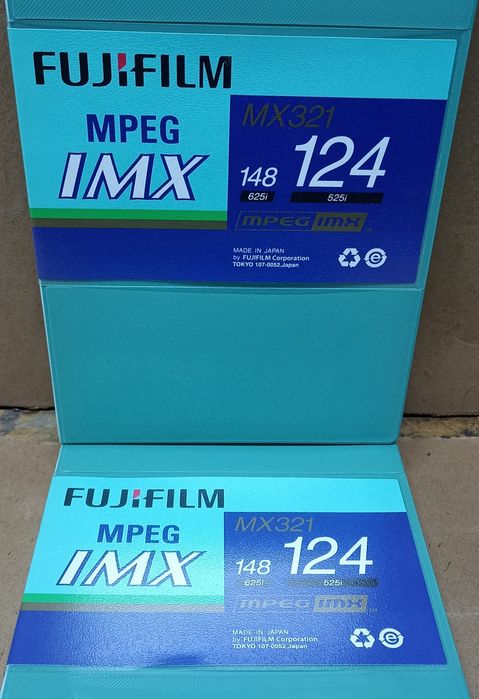 FUJIFILM
MPEG
IMX
MX321
148 124
625i 525i
MPEG IMX TM
MADE IN JAPAN
by FUJIFILM Corporation
TOKYO 107-0052, Japan
FUJIFILM
MPEG
IMX
MX321
148 124
625i 525i
MPEG IMX TM
MADE IN JAPAN
by FUJIFILM Corporation
TOKYO 107-0052, Japan